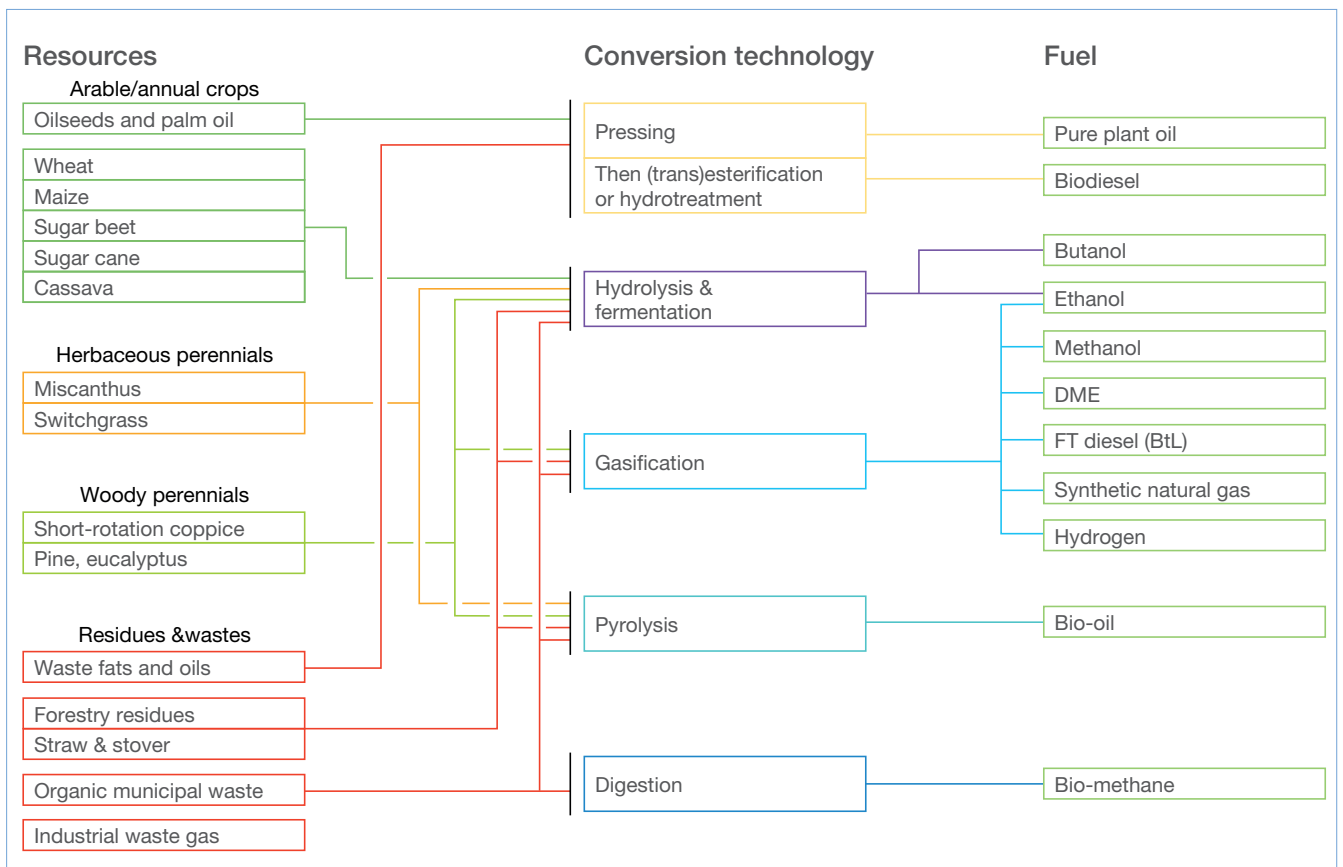 Resources
Conversion technology
Fuel
Arable/annual crops
Oilseeds and palm oil
Wheat
Maize
Sugar beet
Sugar cane
Cassava
Herbaceous perennials
Miscanthus
Switchgrass
Woody perennials
Short-rotation coppice
Pine, eucalyptus
Residues &wastes
Waste fats and oils
Forestry residues
Straw & stover
Organic municipal waste
Industrial waste gas
Pressing
Then (trans)esterification
or hydrotreatment
Hydrolysis &
fermentation
Gasification
Pyrolysis
Digestion
Pure plant oil
Biodiesel
Butanol
Ethanol
Methanol
DME
FT diesel (BtL)
Synthetic natural gas
Hydrogen
Bio-oil
Bio-methane